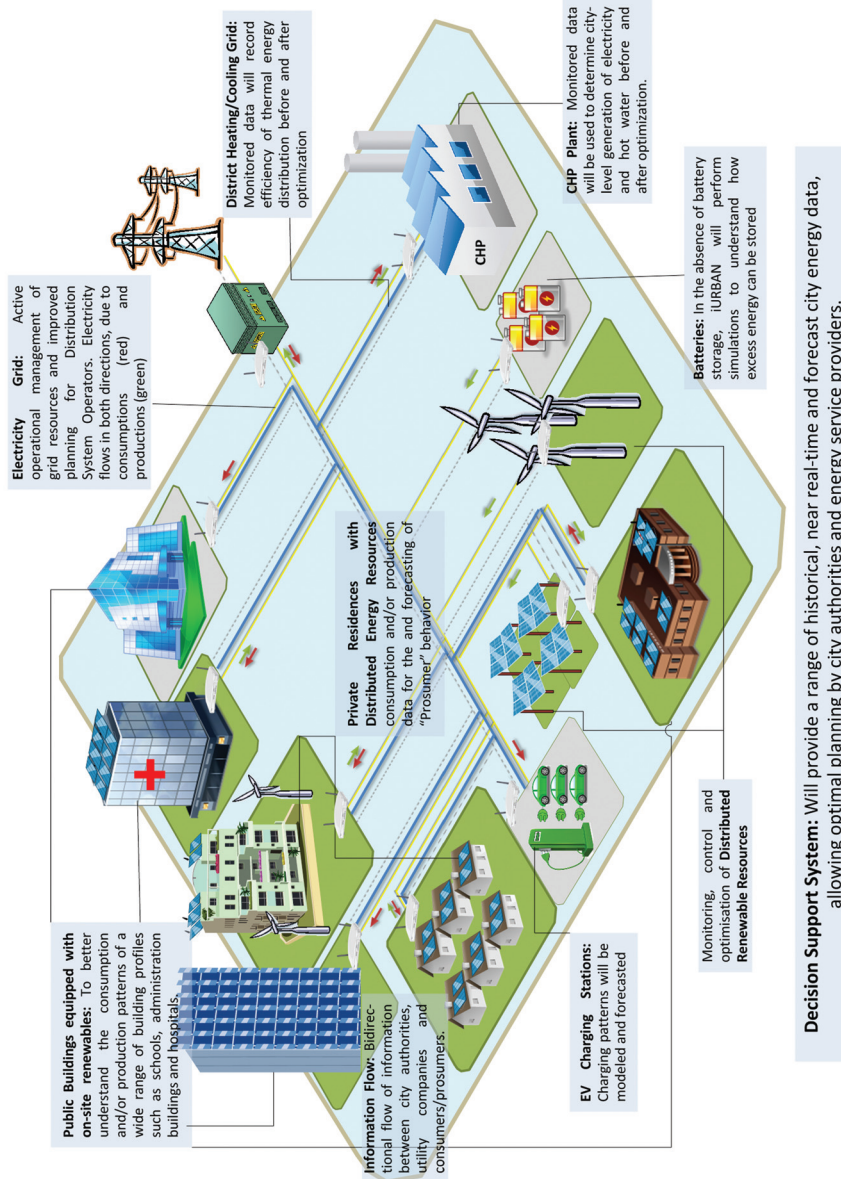 Public Buildings equipped with
on-site renewables: To better
understand the consumption
and/or production patterns of a
wide range of building profiles
such as schools, administration
buildings and hospitals.
Electricity Grid: Active
operational management of
grid resources and improved
planning for Distribution
System Operators. Electricity
flows in both directions, due to
consumptions (red) and
productions (green)
District Heating/Cooling Grid:
Monitored data will record
efficiency of thermal energy
distribution before and after
optimization
Private Residences with
Distributed Energy Resources
consumption and/or production
data for the and forecasting of
"Prosumer" behavior
Information Flow: Bidirec-
tional flow of information
between city authorities,
utility companies and
consumers/prosumers.
CHP
CHP Plant: Monitored data
will be used to determine city-
level generation of electricity
and hot water before and
after optimization.
EV Charging Stations:
Charging patterns will be
modeled and forecasted
Monitoring, control and
optimisation of Distributed
Renewable Resources
Batteries: In the absence of battery
storage, iURBAN will perform
simulations to understand how
excess energy can be stored
Decision Support System: Will provide a range of historical, near real-time and forecast city energy data,
allowing optimal planning by city authorities and energy service providers.